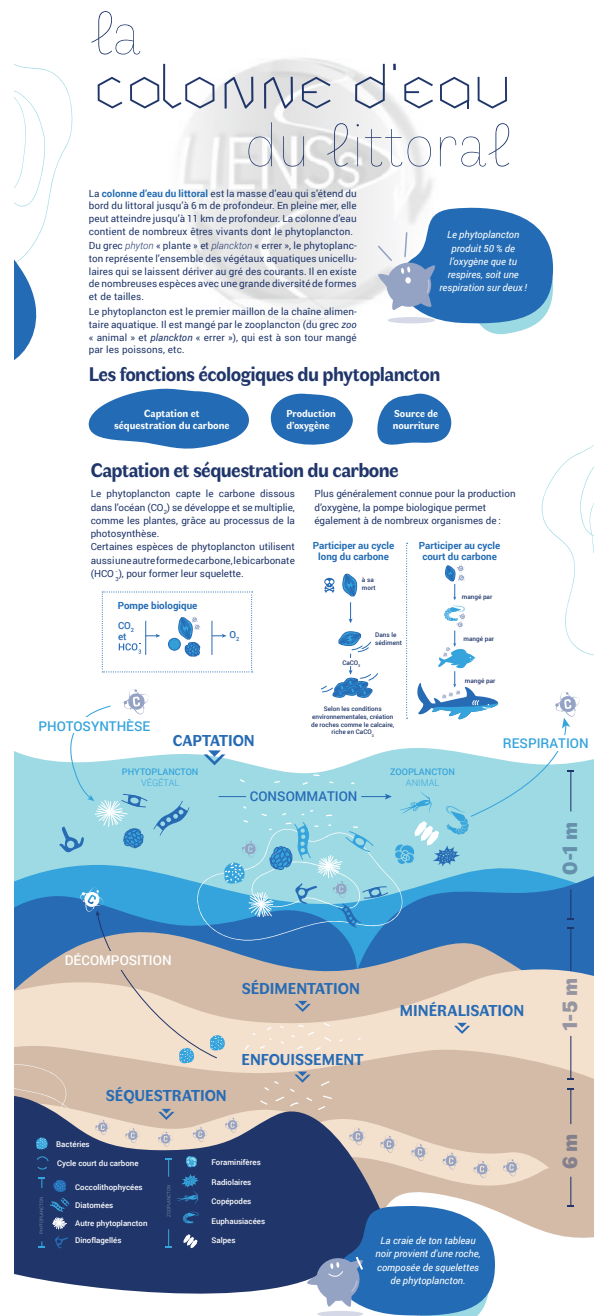 la
colonne d'eau
du littoral
LIENSs
La colonne d'eau du littoral est la masse d'eau qui s'étend du
bord du littoral jusqu'à 6 m de profondeur. En pleine mer, elle
peut atteindre jusqu'à 11 km de profondeur. La colonne d'eau
contient de nombreux êtres vivants dont le phytoplancton.
Du grec phyton « plante » et planckton « errer », le phytoplanc-
ton représente l'ensemble des végétaux aquatiques unicellu-
laires qui se laissent dériver au gré des courants. Il en existe
de nombreuses espèces avec une grande diversité de formes
et de tailles.
Le phytoplancton est le premier maillon de la chaîne alimen-
taire aquatique. Il est mangé par le zooplancton (du grec zoo
« animal » et planckton « errer »), qui est à son tour mangé
par les poissons, etc.
Le phytoplancton
produit 50 % de
l'oxygène que tu
respires, soit une
respiration sur deux !
Les fonctions écologiques du phytoplancton
Captation et
séquestration du carbone
Production
d'oxygène
Source de
nourriture
Captation et séquestration du carbone
Le phytoplancton capte le carbone dissous
dans l'océan (CO2) se développe et se multiplie,
comme les plantes, grâce au processus de la
photosynthèse.
Certaines espèces de phytoplancton utilisent
aussi une autre forme de carbone, le bicarbonate
(HCO3-), pour former leur squelette.
Pompe biologique
CO2
et
HCO3-
O2
Plus généralement connue pour la production
d'oxygène, la pompe biologique permet
également à de nombreux organismes de :
Participer au cycle
long du carbone
à sa
mort
Dans le
sédiment
CaCO3
Selon les conditions
environnementales, création
de roches comme le calcaire,
riche en CaCO3
Participer au cycle
court du carbone
mangé par
mangé par
mangé par
C
C
PHOTOSYNTHÈSE
CAPTATION
RESPIRATION
PHYTOPLANCTON
VÉGÉTAL
CONSOMMATION
ZOOPLANCTON
ANIMAL
0-1 m
C
C
C
DÉCOMPOSITION
SÉDIMENTATION
MINÉRALISATION
1-5 m
ENFOUISSEMENT
SÉQUESTRATION
C
C
C
C
C
C
C
C
C
C
C
6 m
Bactéries
Cycle court du carbone
PHYTOPLANCTON
Coccolithophycées
Diatomées
Autre phytoplancton
Dinoflagellés
ZOOPLANCTON
Foraminifères
Radiolaires
Copépodes
Euphausiacées
Salpes
La craie de ton tableau
noir provient d'une roche,
composée de squelettes
de phytoplancton.